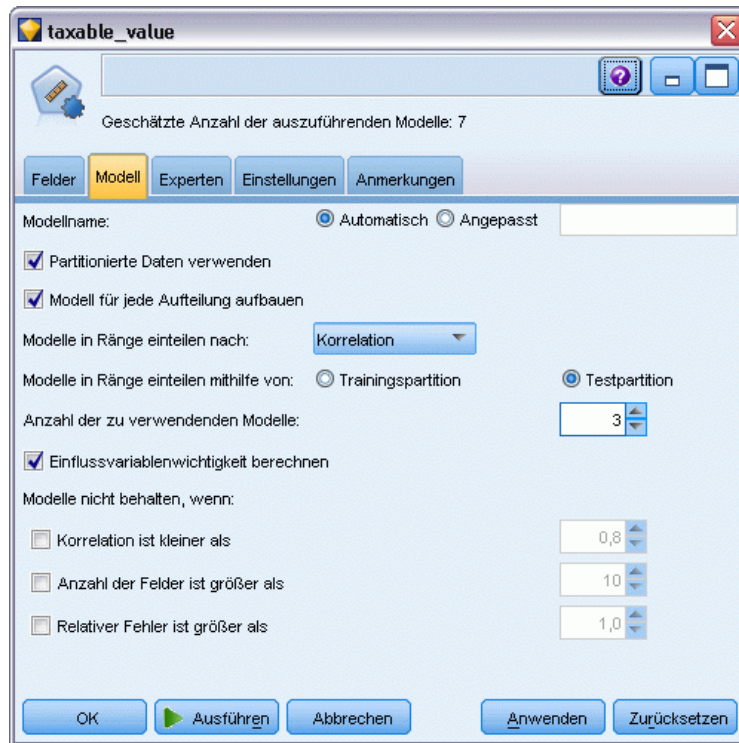 taxable_value
Geschätzte Anzahl der auszuführenden Modelle: 7
Felder Modell Experten Einstellungen Anmerkungen
Modellname: Automatisch Angepasst
Partitionierte Daten verwenden
Modell für jede Aufteilung aufbauen
Modelle in Ränge einteilen nach: Korrelation
Modelle in Ränge einteilen mithilfe von: Trainingspartition Testpartition
Anzahl der zu verwendenden Modelle: 3
Einflussvariablenwichtigkeit berechnen
Modelle nicht behalten, wenn:
Korrelation ist kleiner als 0,8
Anzahl der Felder ist größer als 10
Relativer Fehler ist größer als 1,0
OK Ausführen Abbrechen Anwenden Zurücksetzen